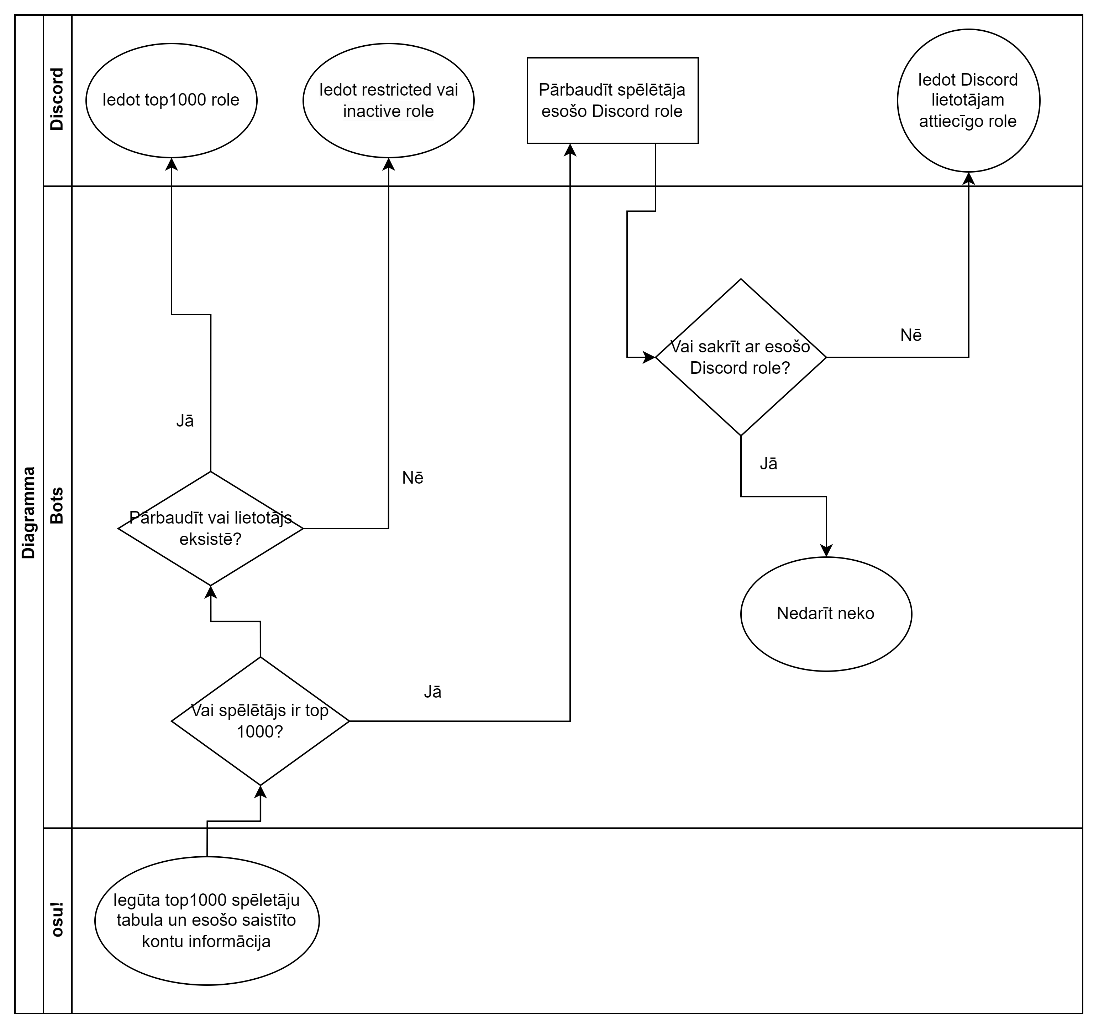 Diagramma
Discord
Iedot top1000 role
Iedot restricted vai
inactive role
Pārbaudīt spēlētāja
esošo Discord role
Iedot Discord
lietotājam
attiecīgo role
Bots
Vai sakrīt ar esošo
Discord role?
Nē
Jā
Jā
Nē
Pārbaudīt vai lietotājs
eksistē?
Nedarīt neko
Vai spēlētājs ir top
1000?
Jā
osu!
Iegūta top1000 spēletāju
tabula un esošo saistīto
kontu informācija